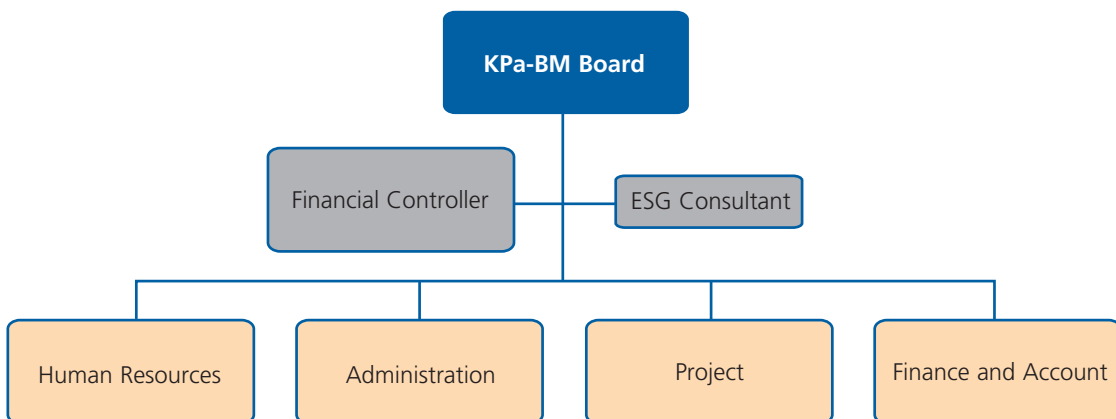 KPa-BM Board
Financial Controller
ESG Consultant
Human Resources
Administration
Project
Finance and Account